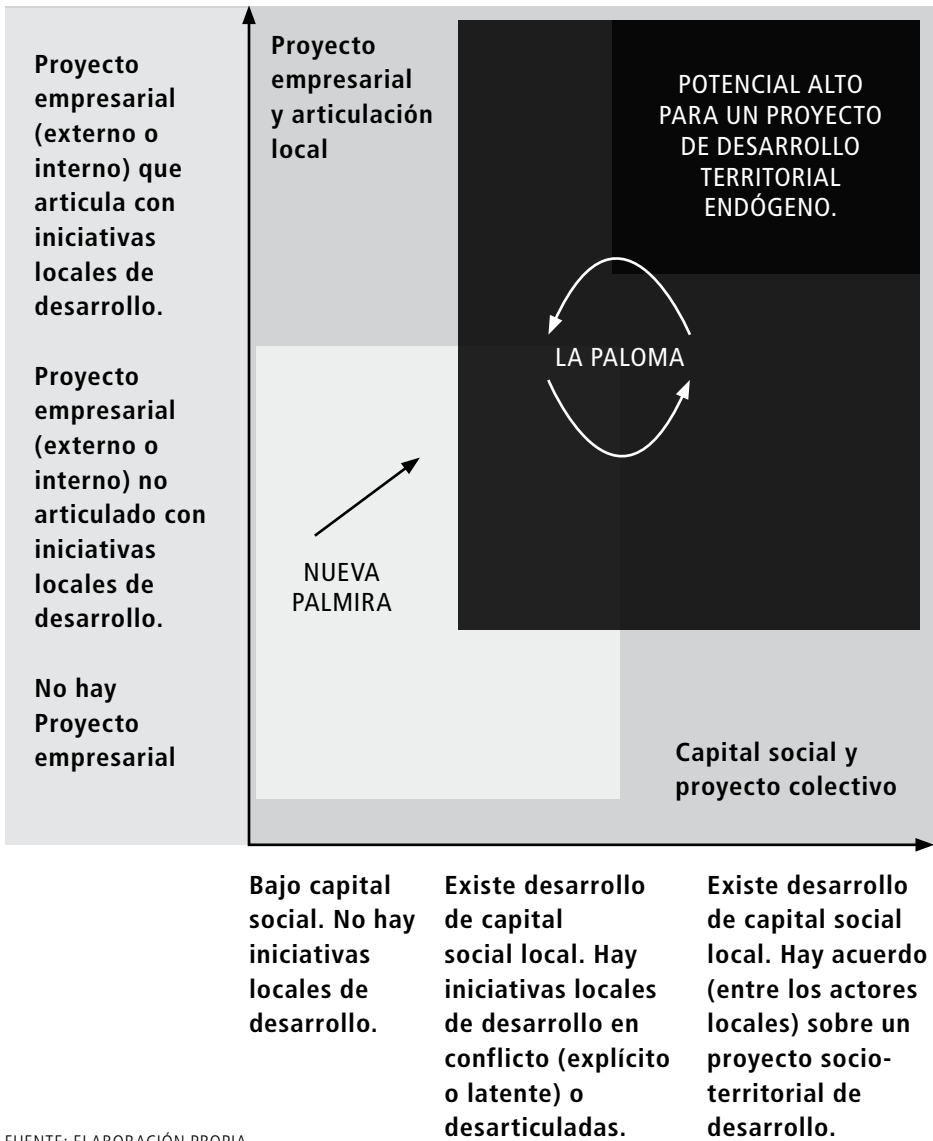 Proyecto
empresarial
(externo o
interno) que
articula con
iniciativas
locales de
desarrollo.
Proyecto
empresarial
(externo o
interno) no
articulado con
iniciativas
locales de
desarrollo.
No hay
Proyecto
empresarial
Proyecto
empresarial
y articulación
local
POTENCIAL ALTO
PARA UN PROYECTO
DE DESARROLLO
TERRITORIAL
ENDÓGENO.
LA PALOMA
NUEVA
PALMIRA
Capital social y
proyecto colectivo
Bajo capital
social. No hay
iniciativas
locales de
desarrollo.
Existe desarrollo
de capital
social local. Hay
iniciativas locales
de desarrollo en
conflicto (explícito
o latente) o
desarticuladas.
Existe desarrollo
de capital social
local. Hay acuerdo
(entre los actores
locales) sobre un
proyecto socio-
territorial de
desarrollo.
FUENTE: ELABORACIÓN PROPIA